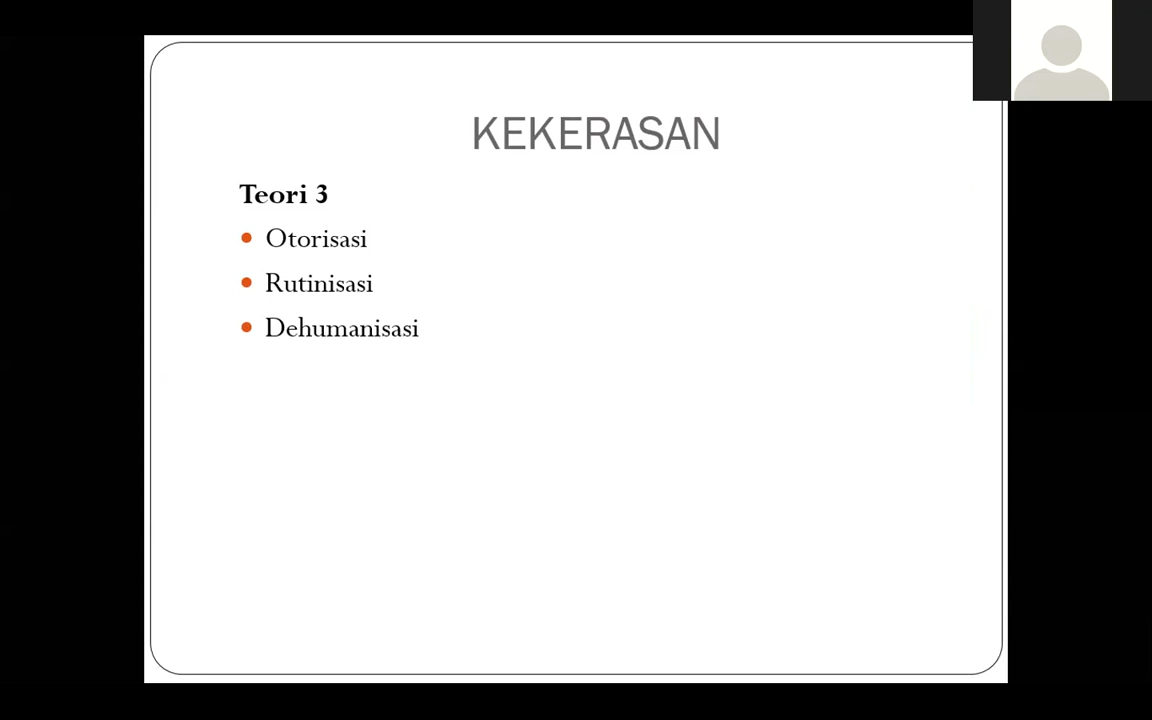 KEKERASAN
Teori 3
Otorisasi
Rutinisasi
Dehumanisasi